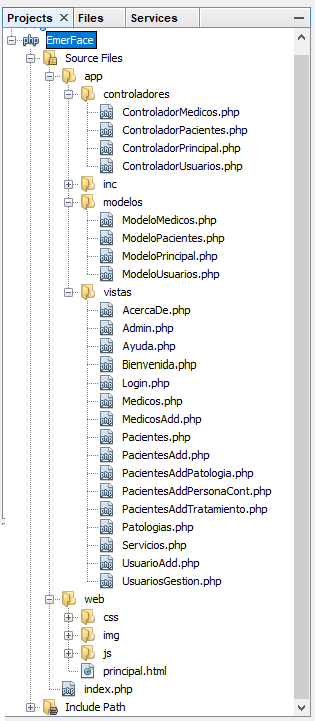 Projects Files Services
EmerFace
Source Files
app
controladores
ControladorMedicos.php
ControladorPacientes.php
ControladorPrincipal.php
ControladorUsuarios.php
inc
modelos
ModeloMedicos.php
ModeloPacientes.php
ModeloPrincipal.php
ModeloUsuarios.php
vistas
AcercaDe.php
Admin.php
Ayuda.php
Bienvenida.php
Login.php
Medicos.php
MedicosAdd.php
Pacientes.php
PacientesAdd.php
PacientesAddPatologia.php
PacientesAddPersonaCont.php
PacientesAddTratamiento.php
Patologias.php
Servicios.php
UsuarioAdd.php
UsuariosGestion.php
web
css
img
js
principal.html
index.php
Include Path